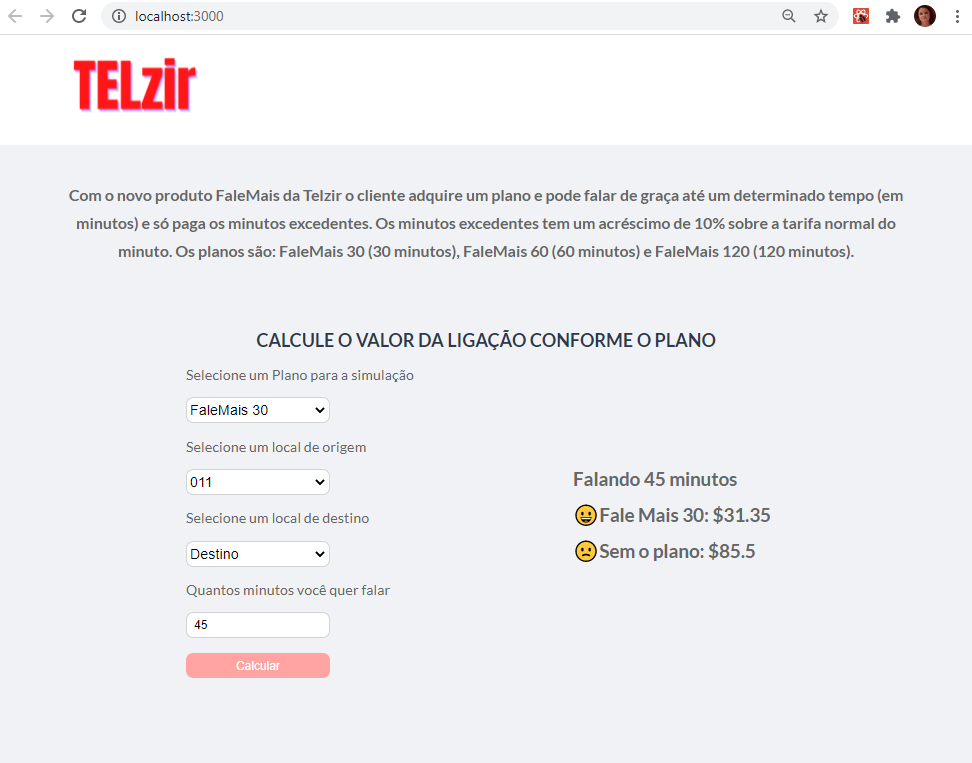 localhost:3000
TELzir
Com o novo produto FaleMais da Telzir o cliente adquire um plano e pode falar de graça até um determinado tempo (em
minutos) e só paga os minutos excedentes. Os minutos excedentes tem um acréscimo de 10% sobre a tarifa normal do
minuto. Os planos são: FaleMais 30 (30 minutos), FaleMais 60 (60 minutos) e FaleMais 120 (120 minutos).
CALCULE O VALOR DA LIGAÇÃO CONFORME O PLANO
Selecione um Plano para a simulação
FaleMais 30
Selecione um local de origem
011
Selecione um local de destino
Destino
Quantos minutos você quer falar
45
Calcular
Falando 45 minutos
Fale Mais 30: $31.35
Sem o plano: $85.5